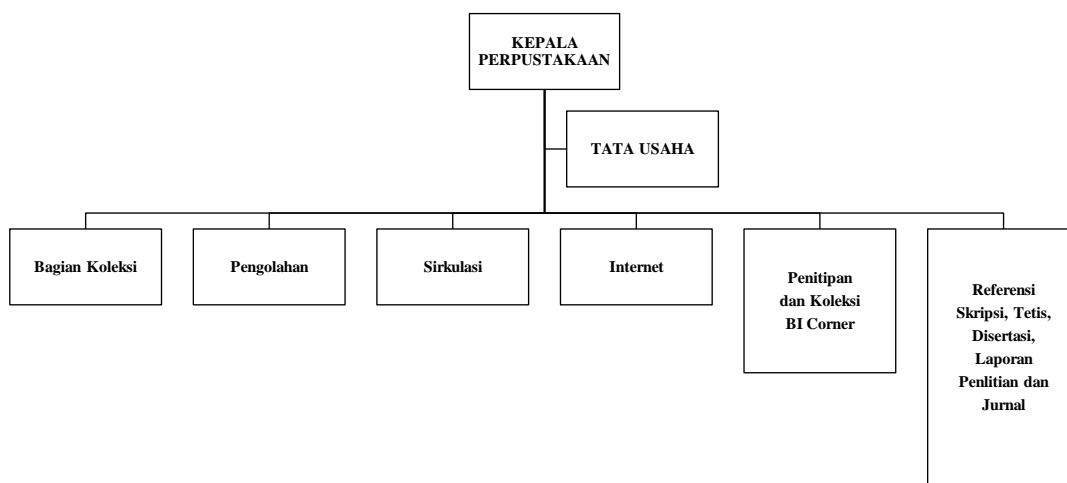 KEPALA
PERPUSTAKAAN
TATA USAHA
Bagian Koleksi
Pengolahan
Sirkulasi
Internet
Penitipan
dan Koleksi
BI Corner
Referensi
Skripsi, Tetis,
Disertasi,
Laporan
Penlitian dan
Jurnal